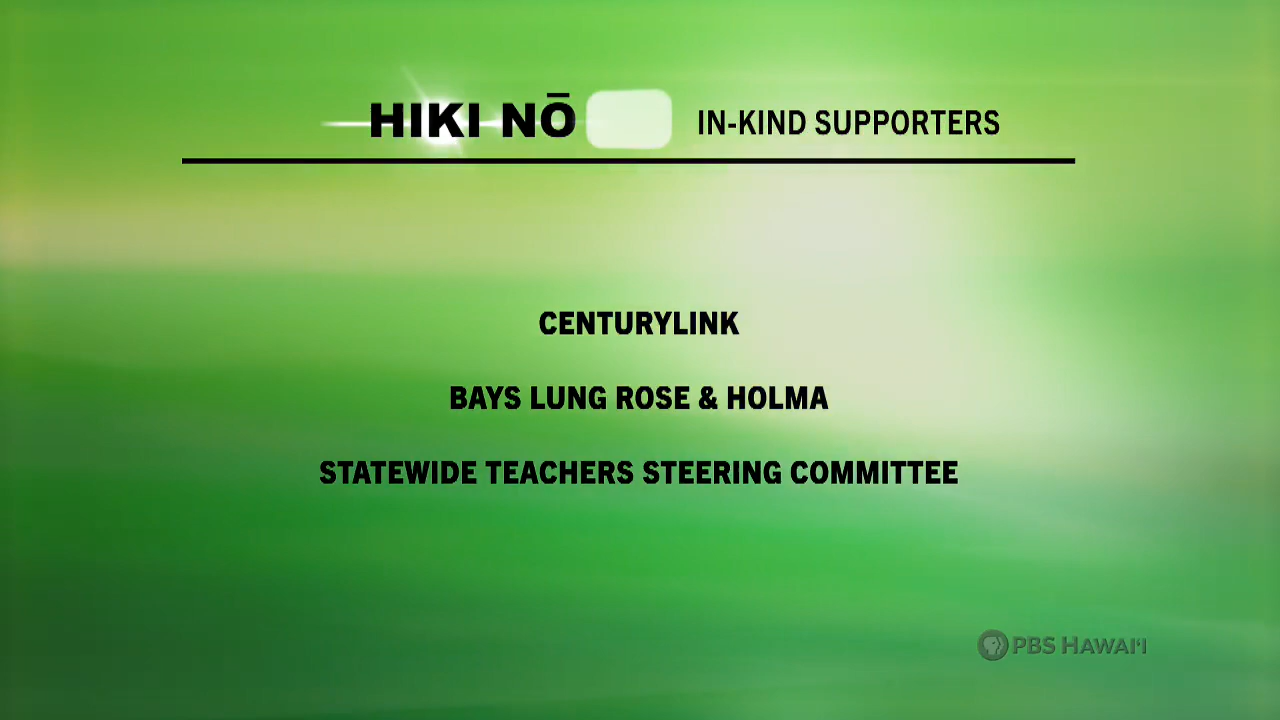 HIKI NŌ IN-KIND SUPPORTERS
CENTURYLINK
BAYS LUNG ROSE & HOLMA
STATEWIDE TEACHERS STEERING COMMITTEE
PBS HAWAIʻI